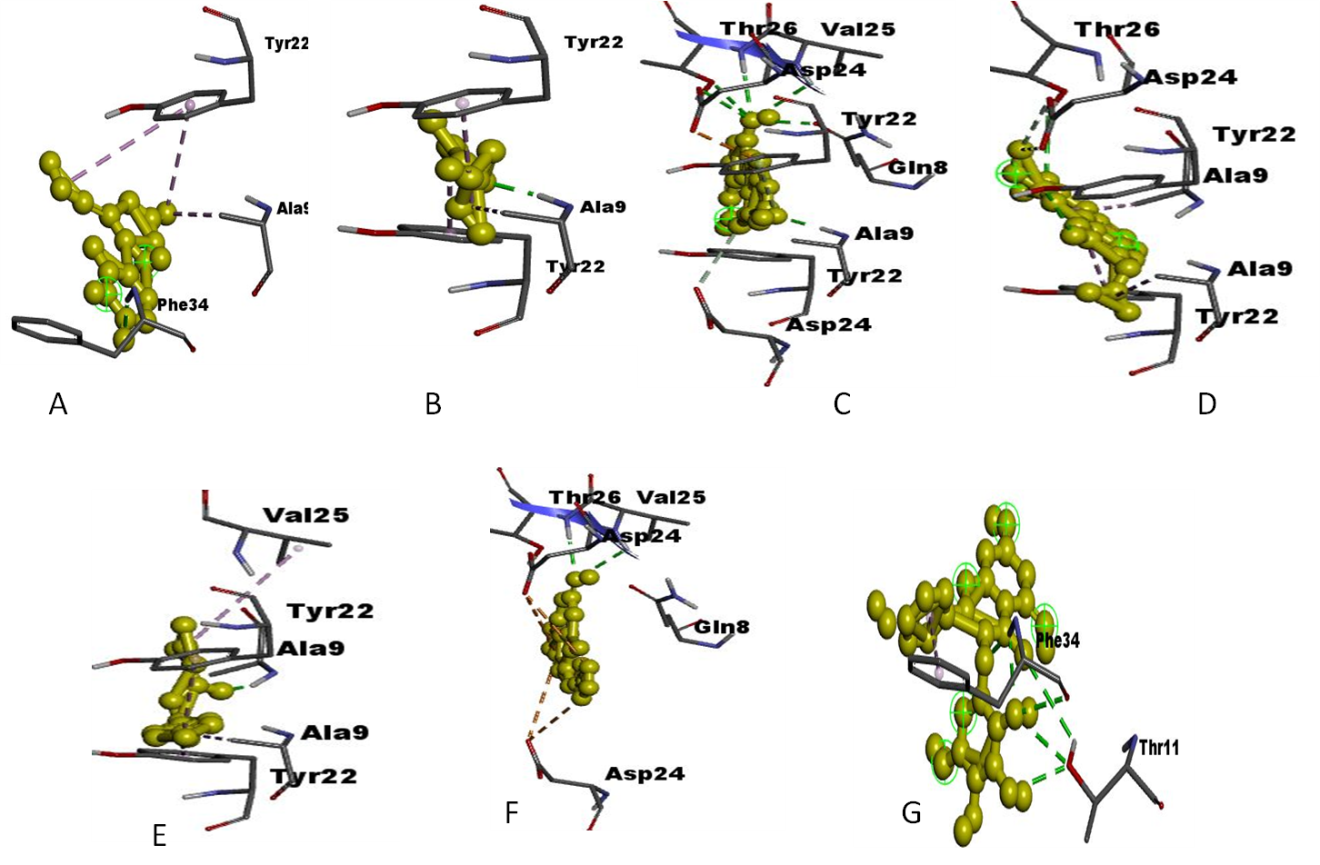 Tyr22
Ala9
Phe34
A
Tyr22
Ala9
Tyr22
B
Thr26 Val25
Asp24
Tyr22
Gln8
Ala9
Tyr22
Asp24
C
Thr26
Asp24
Tyr22
Ala9
Ala9
Tyr22
D
Val25
Tyr22
Ala9
Ala9
Tyr22
E
Thr26 Val25
Asp24
Gln8
Asp24
F
Phe34
Thr11
G